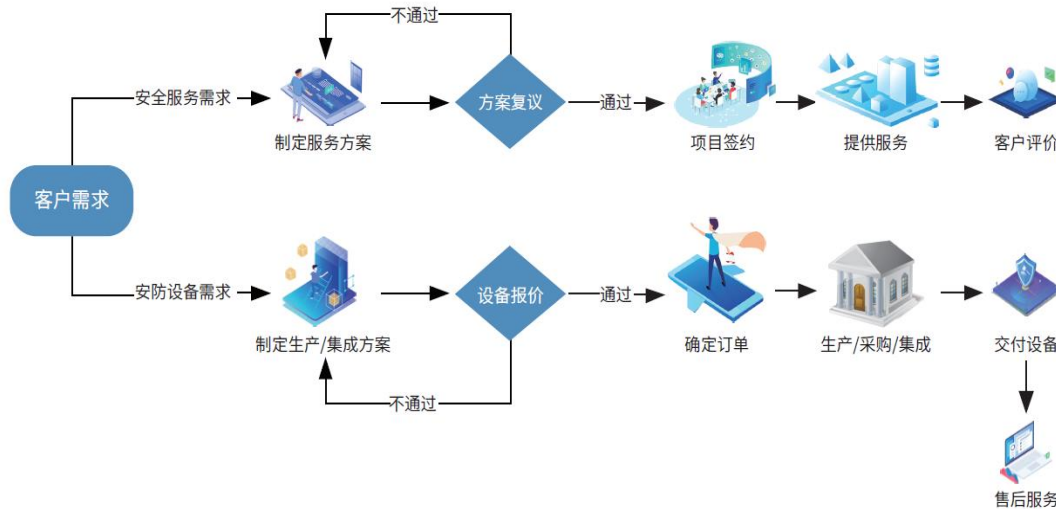 不通过
安全服务需求
方案复议
通过
制定服务方案
项目签约
提供服务
客户评价
客户需求
安防设备需求
设备报价
通过
制定生产/集成方案
确定订单
生产/采购/集成
交付设备
不通过
售后服务